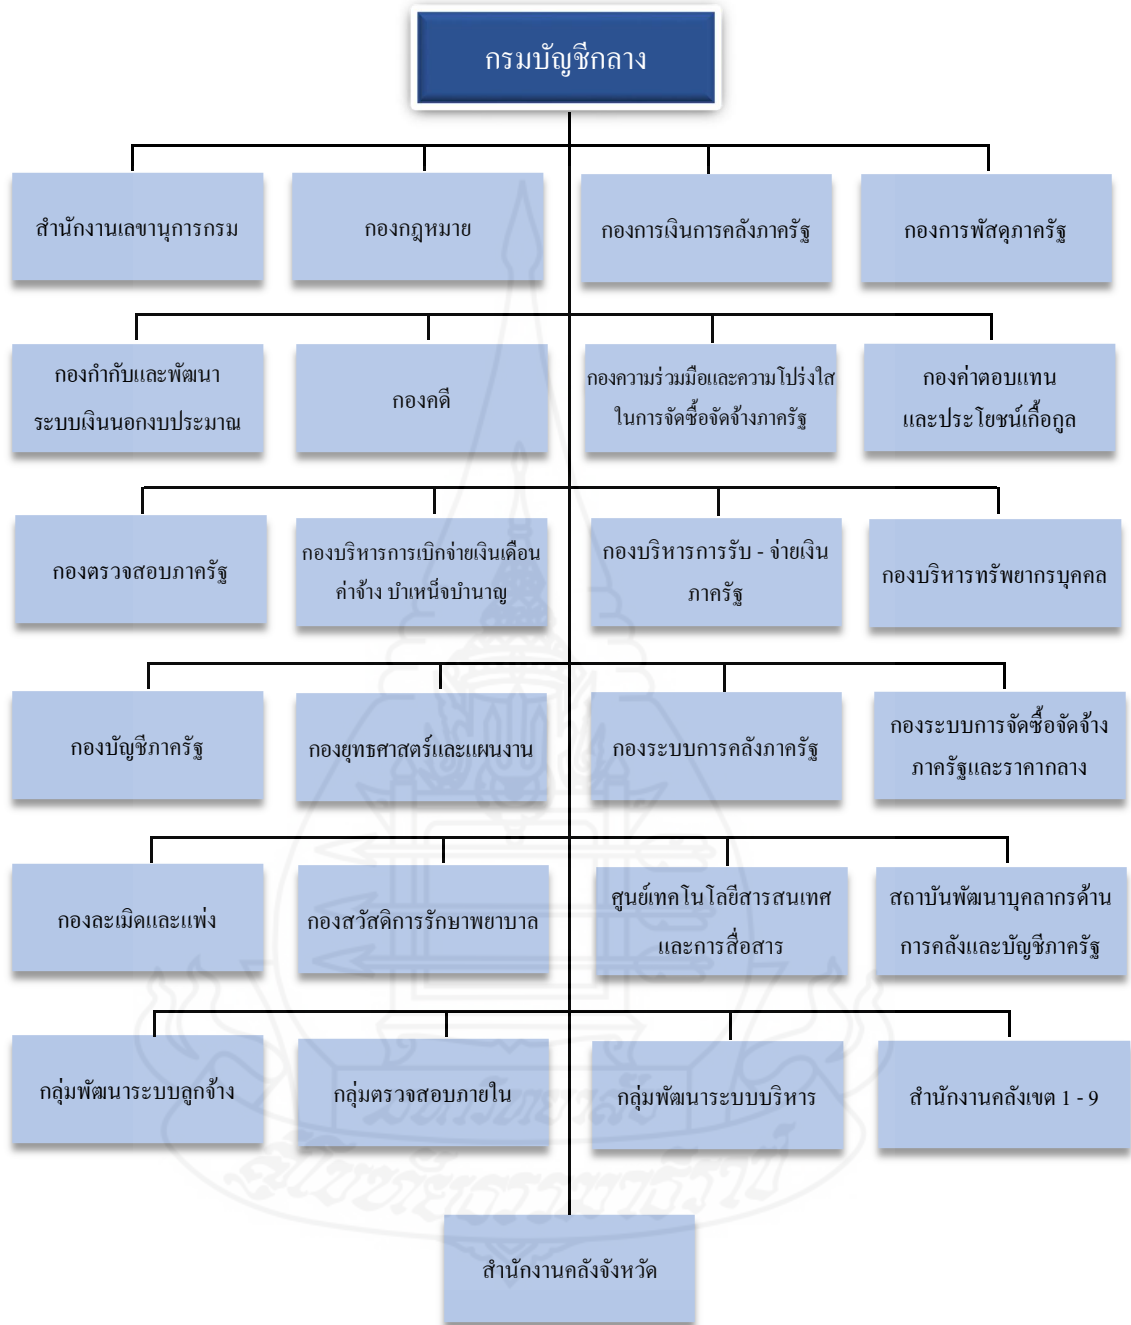 กรมบัญชีกลาง
สำนักงานเลขานุการกรม
กองกฎหมาย
กองการเงินการคลังภาครัฐ
กองการพัสดุภาครัฐ
กองกำกับและพัฒนา
ระบบเงินนอกงบประมาณ
กองคดี
กองความร่วมมือและความโปร่งใส
ในการจัดซื้อจัดจ้างภาครัฐ
กองค่าตอบแทน
และประโยชน์เกื้อกูล
กองตรวจสอบภาครัฐ
กองบริหารการเบิกจ่ายเงินเดือน
ค่าจ้าง บำเหน็จบำนาญ
กองบริหารการรับ - จ่ายเงิน
ภาครัฐ
กองบริหารทรัพยากรบุคคล
กองบัญชีภาครัฐ
กองยุทธศาสตร์และแผนงาน
กองระบบการคลังภาครัฐ
กองระบบการจัดซื้อจัดจ้าง
ภาครัฐและราคากลาง
กองละเมิดและแพ่ง
กองสวัสดิการรักษาพยาบาล
ศูนย์เทคโนโลยีสารสนเทศ
และการสื่อสาร
สถาบันพัฒนาบุคลากรด้าน
การคลังและบัญชีภาครัฐ
กลุ่มพัฒนาระบบลูกจ้าง
กลุ่มตรวจสอบภายใน
กลุ่มพัฒนาระบบบริหาร
สำนักงานคลังเขต 1 - 9
มหาวิทยาลัย
สุโขทัยธรรมาธิราช
สำนักงานคลังจังหวัด